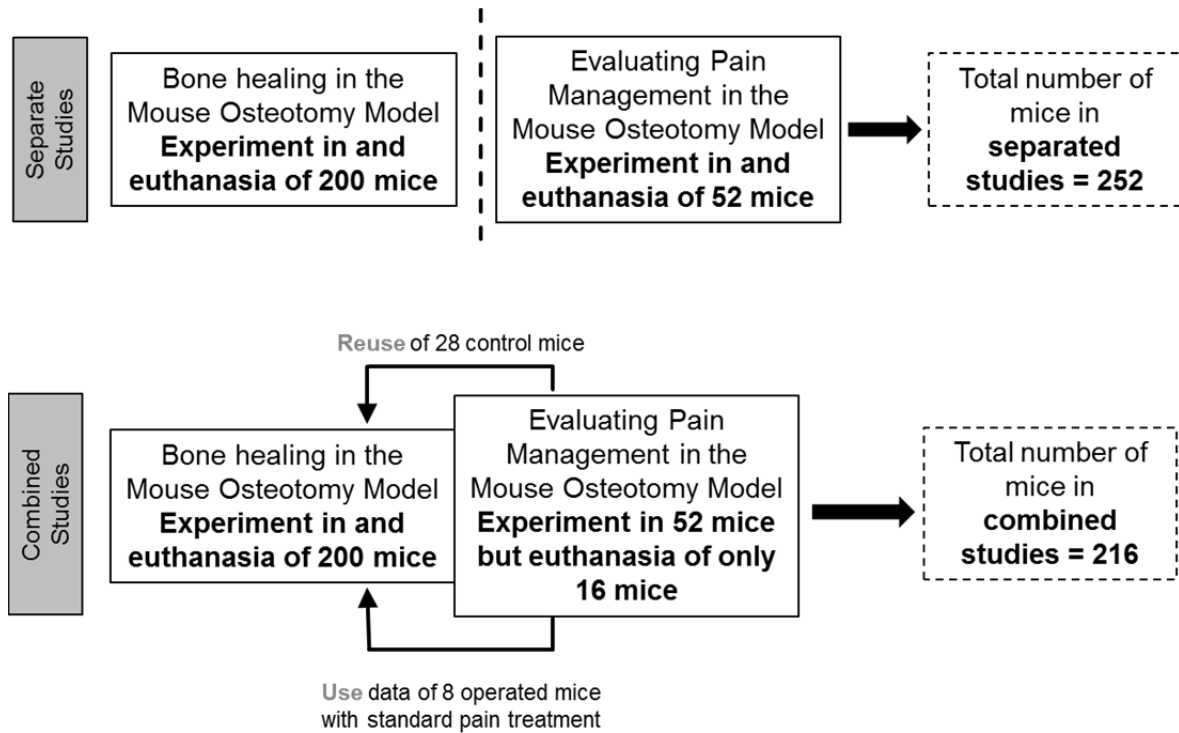 Separate
Studies
Bone healing in the
Mouse Osteotomy Model
Experiment in and
euthanasia of 200 mice
Evaluating Pain
Management in the
Mouse Osteotomy Model
Experiment in and
euthanasia of 52 mice
Total number of
mice in
separated
studies = 252
Reuse of 28 control mice
Combined
Studies
Bone healing in the
Mouse Osteotomy Model
Experiment in and
euthanasia of 200 mice
Evaluating Pain
Management in the
Mouse Osteotomy Model
Experiment in 52 mice
but euthanasia of only
16 mice
Total number of
mice in
combined
studies = 216
Use data of 8 operated mice
with standard pain treatment